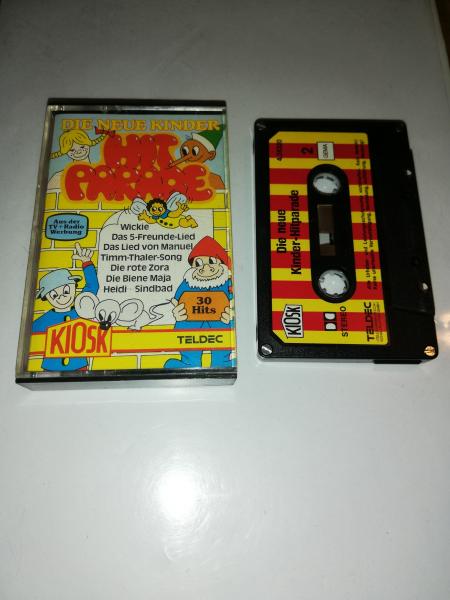 DIE NEUE KINDER
HIT
PARADE
Aus der
TV + Radio
Werbung
Wickie
Das 5-Freunde-Lied
Das Lied von Manuel
Timm-Thaler-Song
Die rote Zora
Die Biene Maja
Heidi Sindbad
30
Hits
KIOSK
TELDEC
2
GEMA
Die neue
Kinder-Hitparade
KIOSK
STEREO
TELDEC